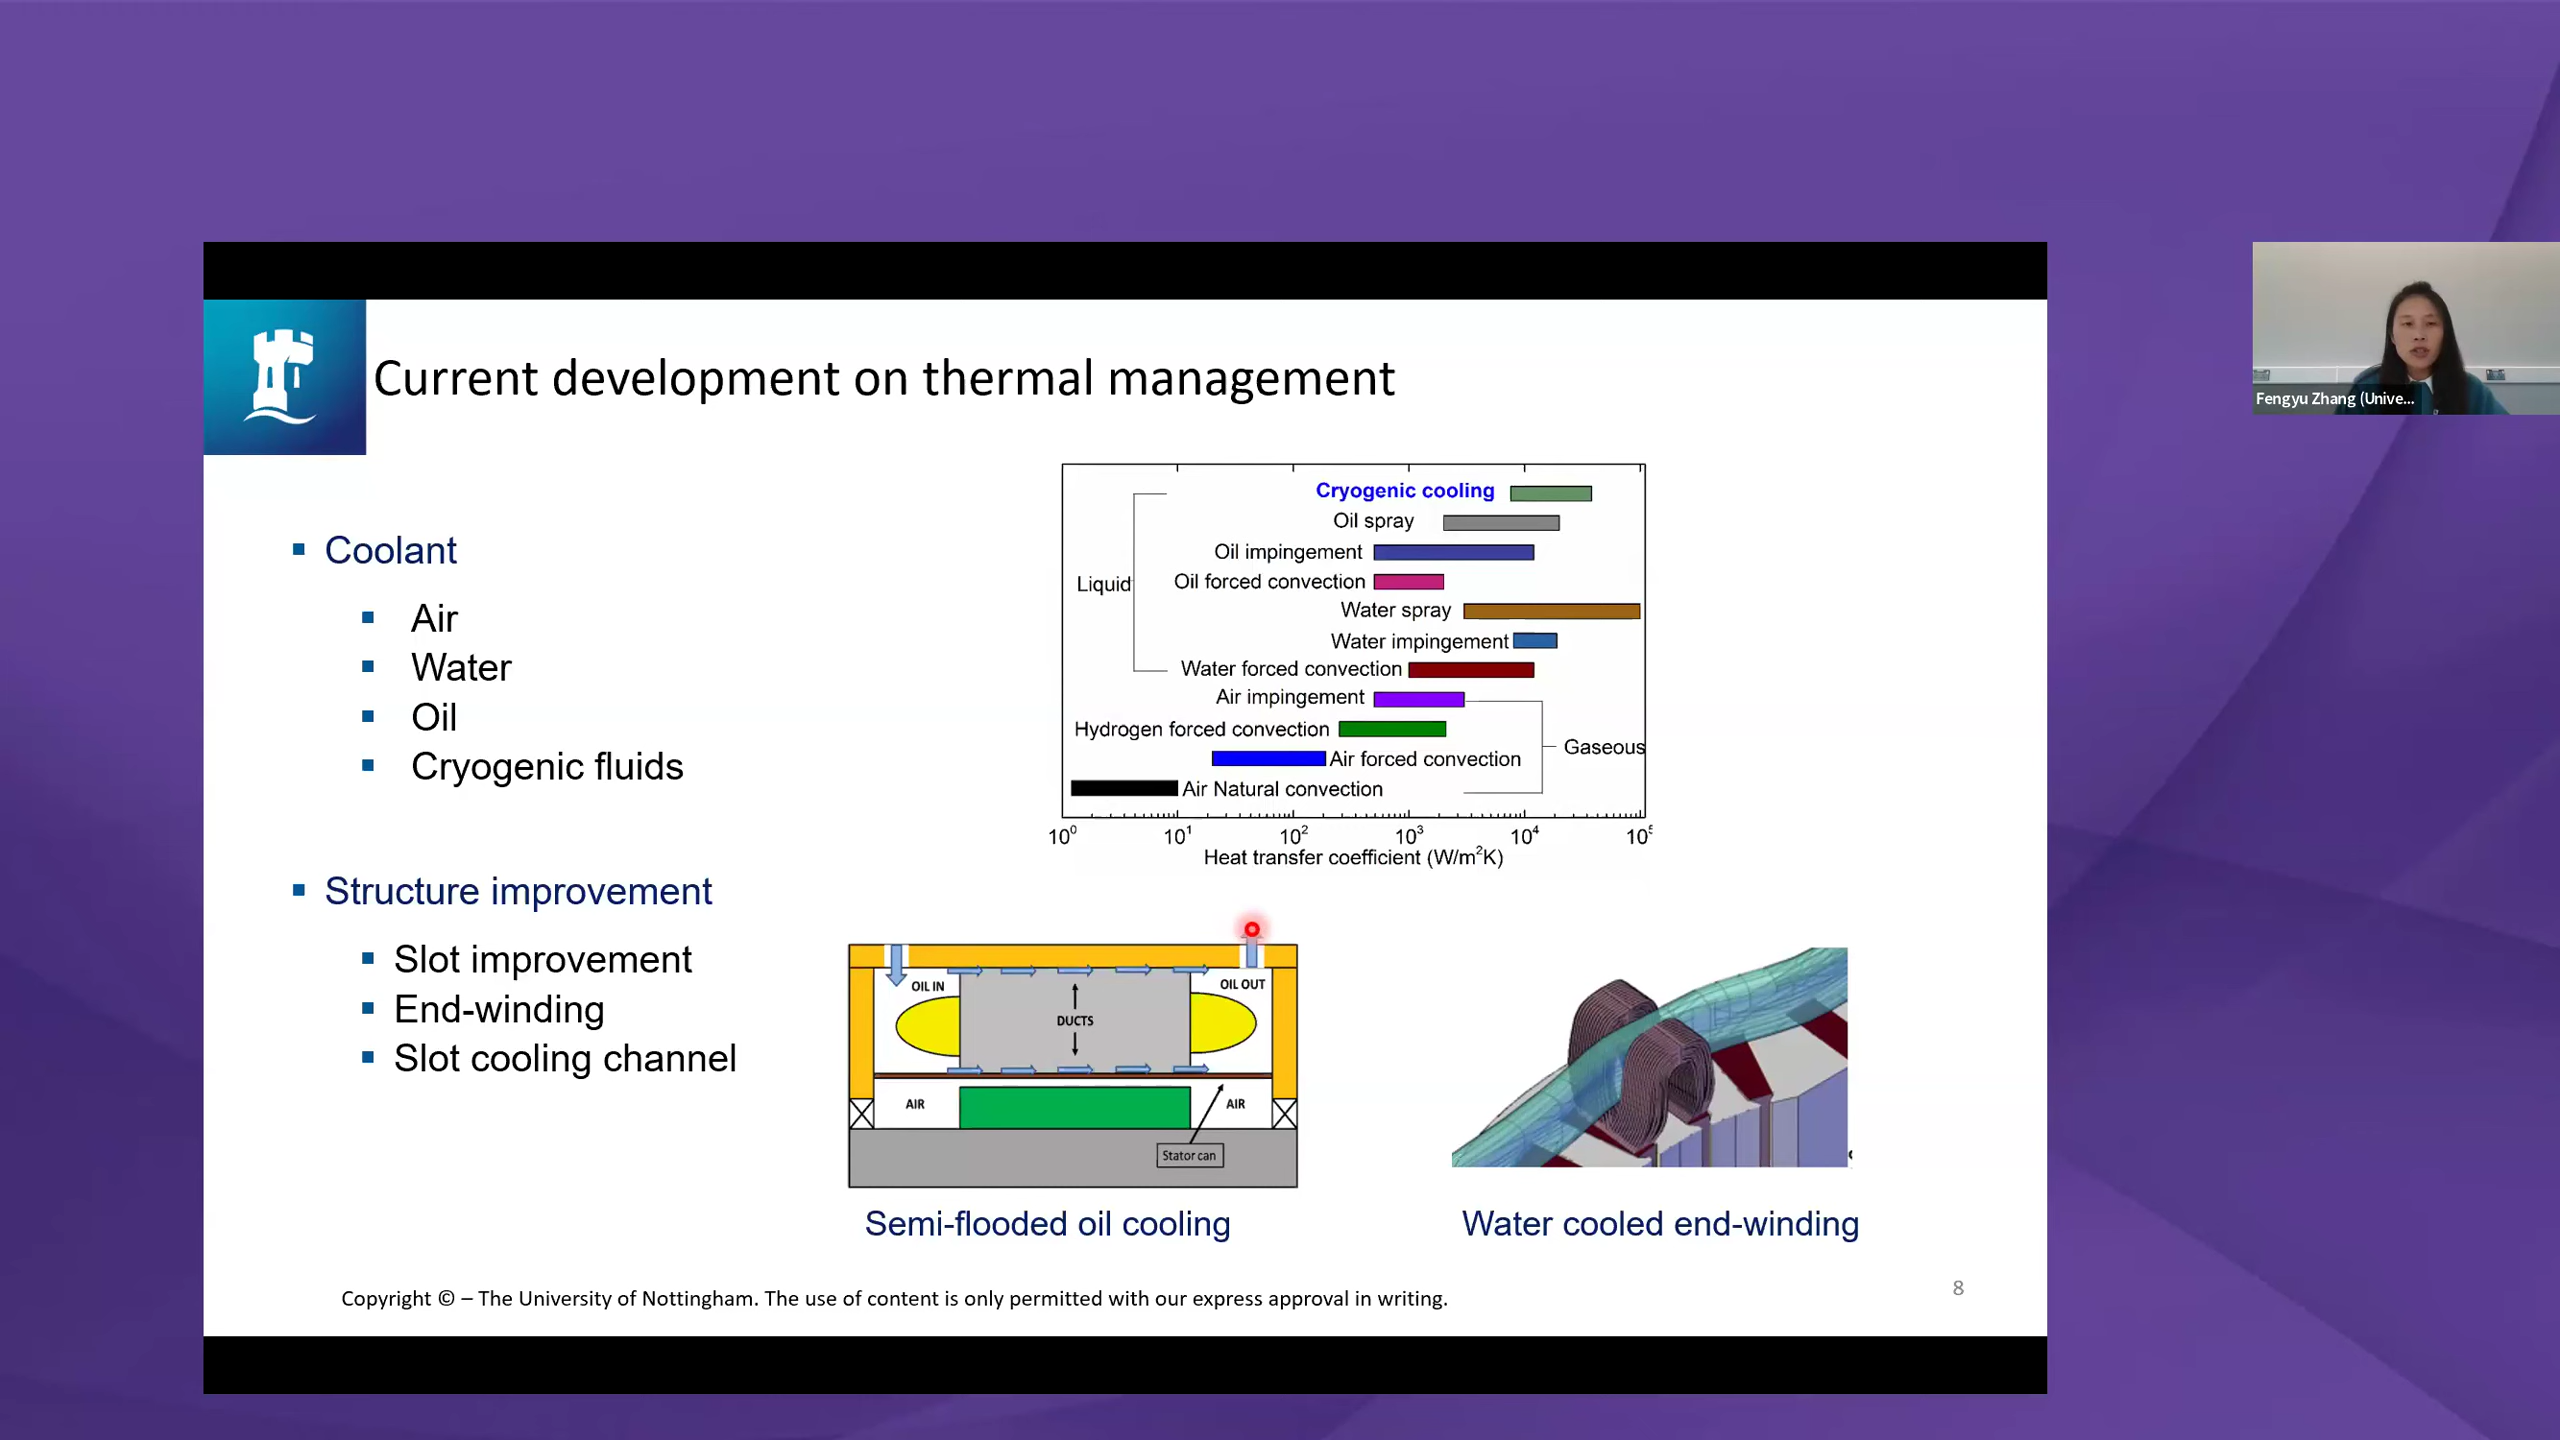 Current development on thermal management
Fengyu Zhang (Unive...
Coolant
Air
Water
Oil
Cryogenic fluids
Structure improvement
Slot improvement
End-winding
Slot cooling channel
Cryogenic cooling
Oil spray
Oil impingement
Liquid
Oil forced convection
Water spray
Water impingement
Water forced convection
Air impingement
Hydrogen forced convection
Gaseous
Air forced convection
Air Natural convection
10⁰ 10¹ 10² 10³ 10⁴ 10⁵
Heat transfer coefficient (W/m²K)
OIL IN
OIL OUT
DUCTS
AIR
AIR
Stator can
Semi-flooded oil cooling
Water cooled end-winding
Copyright © – The University of Nottingham. The use of content is only permitted with our express approval in writing.
8